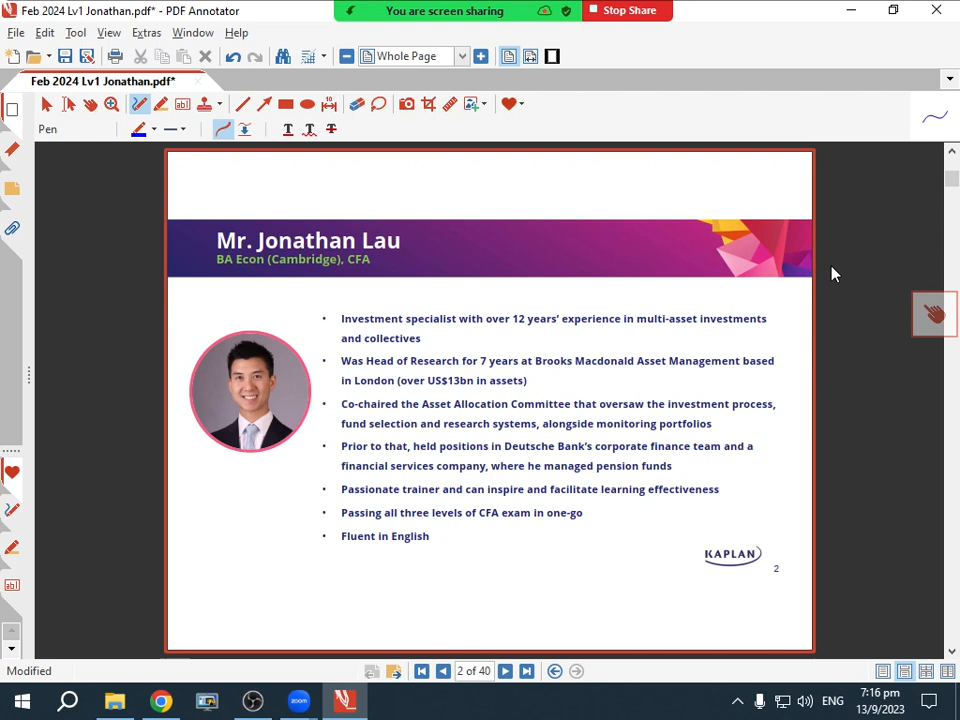 Feb 2024 Lv1 Jonathan.pdf* - PDF Annotator
You are screen sharing
Stop Share
File Edit Tool View Extras Window Help
Whole Page
Feb 2024 Lv1 Jonathan.pdf*
Pen
Mr. Jonathan Lau
BA Econ (Cambridge), CFA
• Investment specialist with over 12 years' experience in multi-asset investments
and collectives
• Was Head of Research for 7 years at Brooks Macdonald Asset Management based
in London (over US$13bn in assets)
• Co-chaired the Asset Allocation Committee that oversaw the investment process,
fund selection and research systems, alongside monitoring portfolios
• Prior to that, held positions in Deutsche Bank's corporate finance team and a
financial services company, where he managed pension funds
• Passionate trainer and can inspire and facilitate learning effectiveness
• Passing all three levels of CFA exam in one-go
• Fluent in English
KAPLAN
2
Modified
2 of 40
zoom
ENG
7:16 pm
13/9/2023